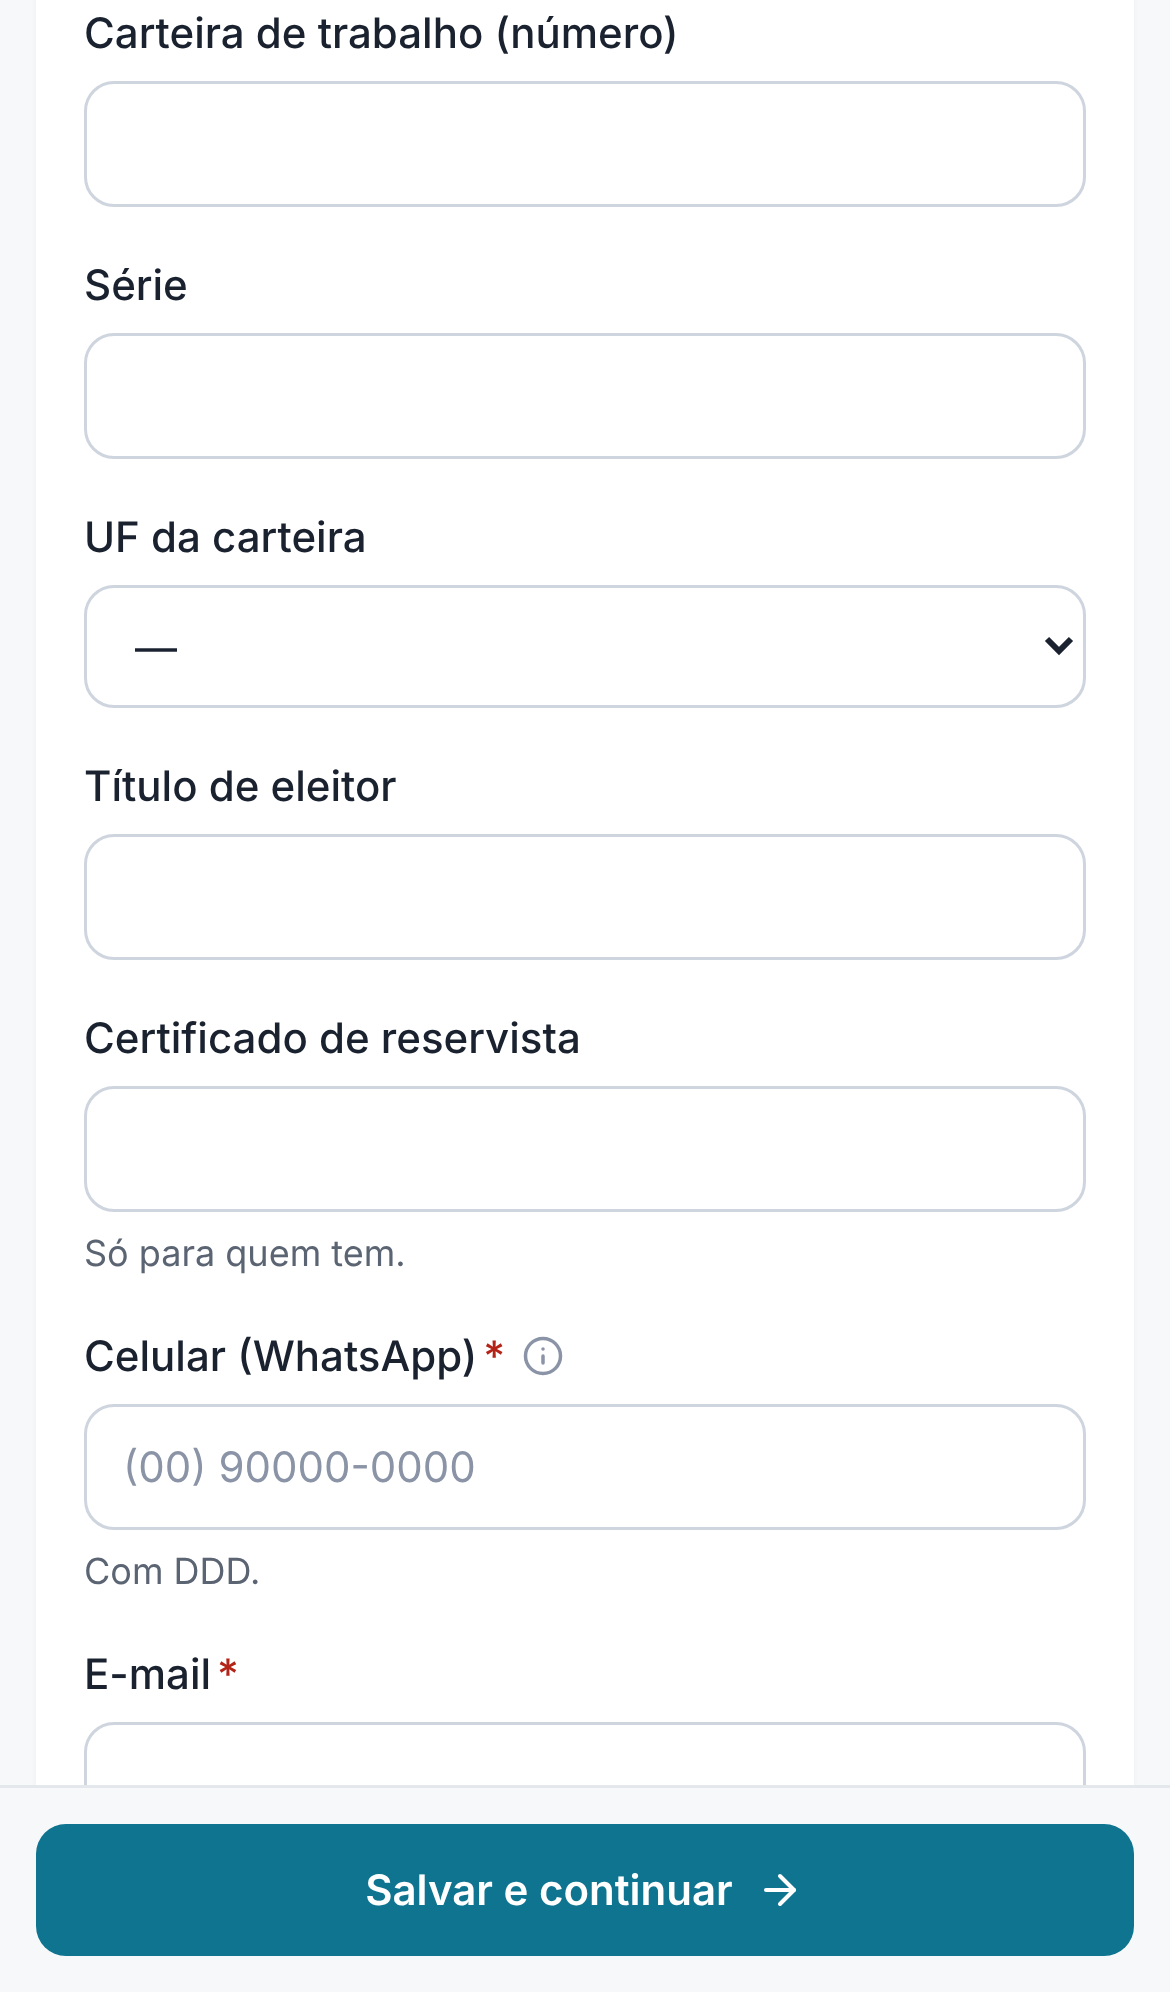 Carteira de trabalho (número)
Série
UF da carteira
—
Título de eleitor
Certificado de reservista
Só para quem tem.
Celular (WhatsApp) *
(00) 90000-0000
Com DDD.
E-mail *
Salvar e continuar →